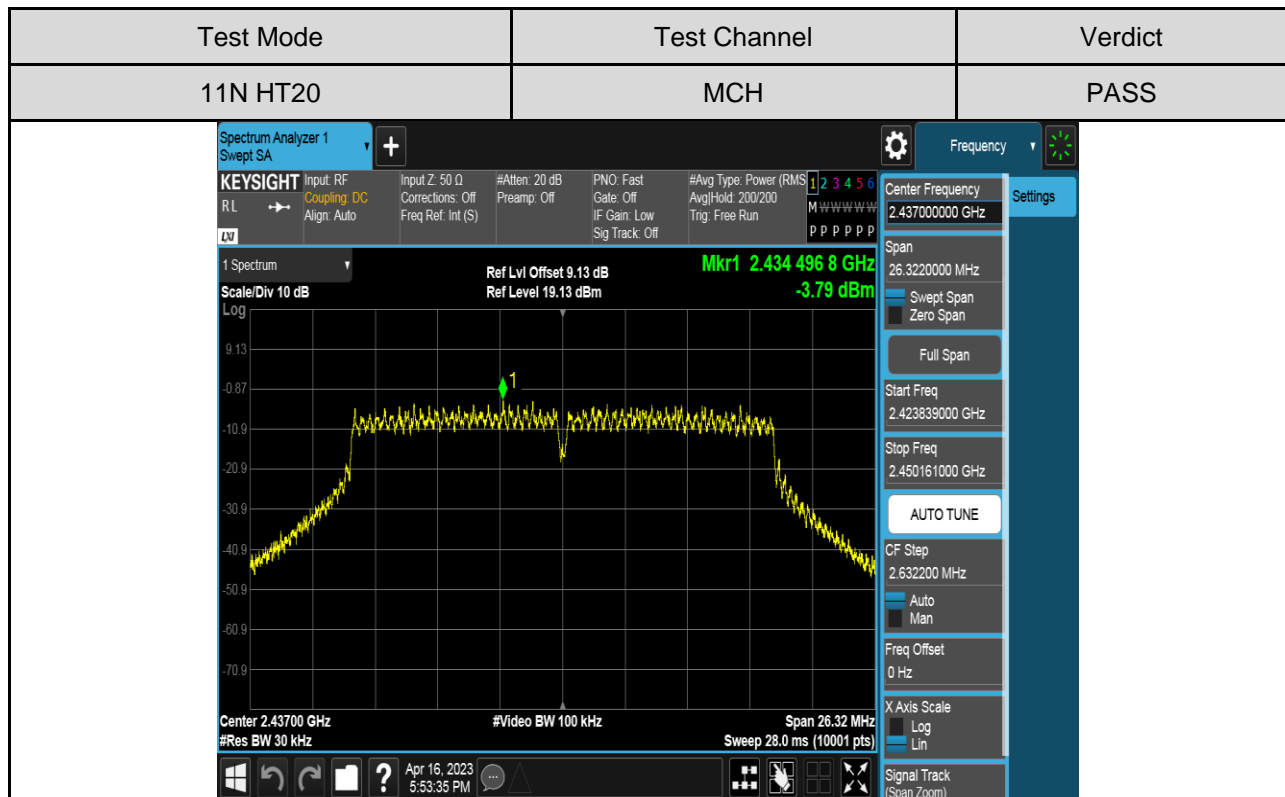 Test Mode Test Channel Verdict
11N HT20 MCH PASS
Spectrum Analyzer 1
Swept SA
+
Frequency
KEYSIGHT Input: RF Input Z: 50 Ω #Atten: 20 dB PNO: Fast #Avg Type: Power (RMS 1 2 3 4 5 6
RL Coupling: DC Corrections: Off Preamp: Off Gate: Off Avg|Hold: 200/200 M W W W W W
Align: Auto Freq Ref: Int (S) IF Gain: Low Trig: Free Run
LXI Sig Track: Off P P P P P P
1 Spectrum Ref Lvl Offset 9.13 dB Mkr1 2.434 496 8 GHz
Scale/Div 10 dB Ref Level 19.13 dBm -3.79 dBm
Log
9.13
1
-0.87
-10.9
-20.9
-30.9
-40.9
-50.9
-60.9
-70.9
Center 2.43700 GHz #Video BW 100 kHz Span 26.32 MHz
#Res BW 30 kHz Sweep 28.0 ms (10001 pts)
? Apr 16, 2023
5:53:35 PM
Center Frequency
2.437000000 GHz
Settings
Span
26.3220000 MHz
Swept Span
Zero Span
Full Span
Start Freq
2.423839000 GHz
Stop Freq
2.450161000 GHz
AUTO TUNE
CF Step
2.632200 MHz
Auto
Man
Freq Offset
0 Hz
X Axis Scale
Log
Lin
Signal Track
(Span Zoom)